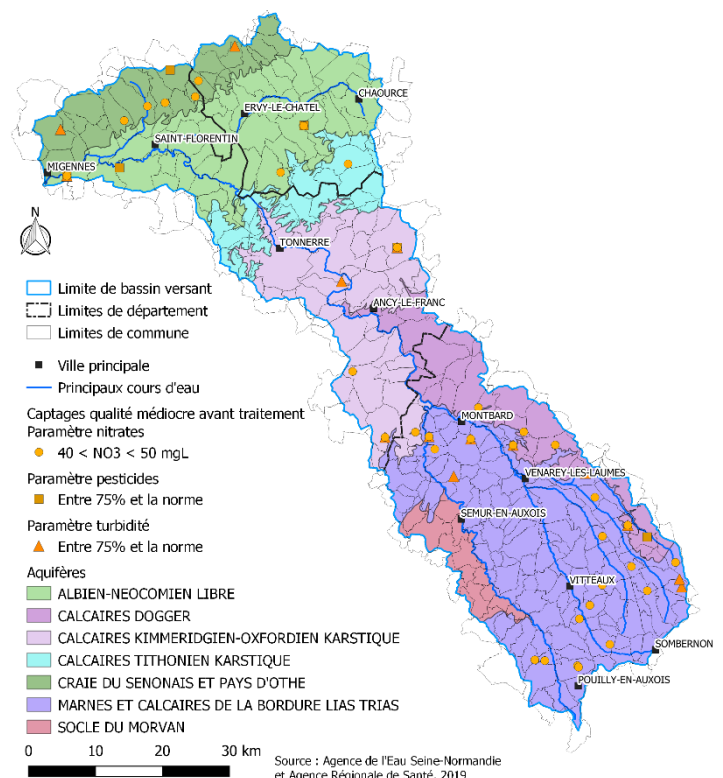 CHAOURCE
ERVY-LE-CHATEL
SAINT-FLORENTIN
MIGENNES
N
TONNERRE
ANCY-LE-FRANC
MONTBARD
VENAREY-LES-LAUMES
SEMUR-EN-AUXOIS
VITTEAUX
SOMBERNON
POUILLY-EN-AUXOIS
Limite de bassin versant
Limites de département
Limites de commune
Ville principale
Principaux cours d'eau
Captages qualité médiocre avant traitement
Paramètre nitrates
40 < NO3 < 50 mgL
Paramètre pesticides
Entre 75% et la norme
Paramètre turbidité
Entre 75% et la norme
Aquifères
ALBIEN-NEOCOMIEN LIBRE
CALCAIRES DOGGER
CALCAIRES KIMMERIDGIEN-OXFORDIEN KARSTIQUE
CALCAIRES TITHONIEN KARSTIQUE
CRAIE DU SENONAIS ET PAYS D'OTHE
MARNES ET CALCAIRES DE LA BORDURE LIAS TRIAS
SOCLE DU MORVAN
0 10 20 30 km
Source : Agence de l'Eau Seine-Normandie
et Agence Régionale de Santé, 2019